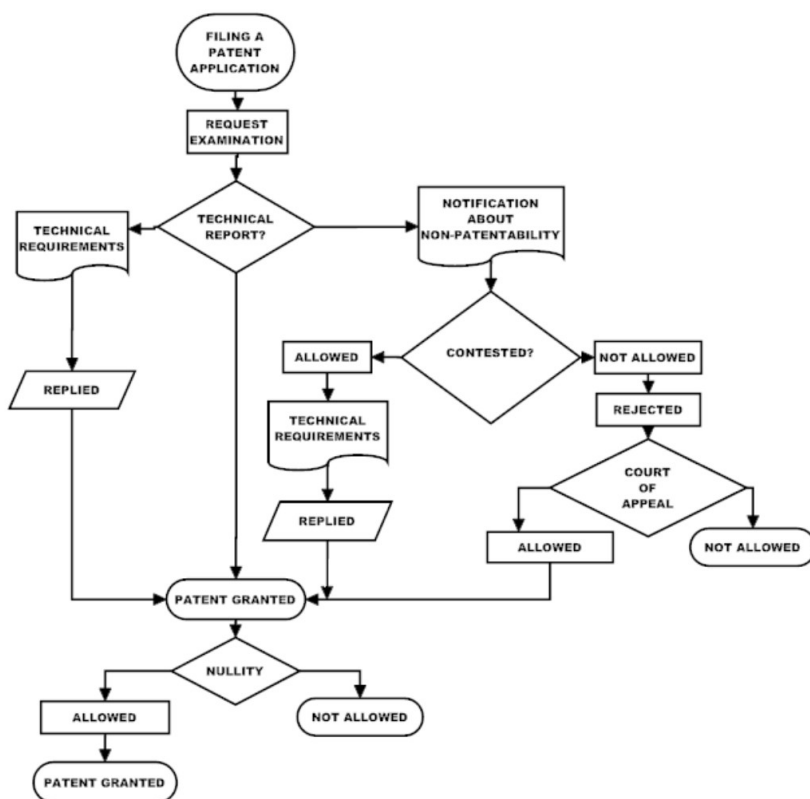 FILING A
PATENT
APPLICATION
REQUEST
EXAMINATION
TECHNICAL
REPORT?
TECHNICAL
REQUIREMENTS
NOTIFICATION
ABOUT
NON-PATENTABILITY
REPLIED
CONTESTED?
ALLOWED
NOT ALLOWED
TECHNICAL
REQUIREMENTS
REJECTED
REPLIED
COURT
OF
APPEAL
ALLOWED
NOT ALLOWED
PATENT GRANTED
NULLITY
ALLOWED
NOT ALLOWED
PATENT GRANTED